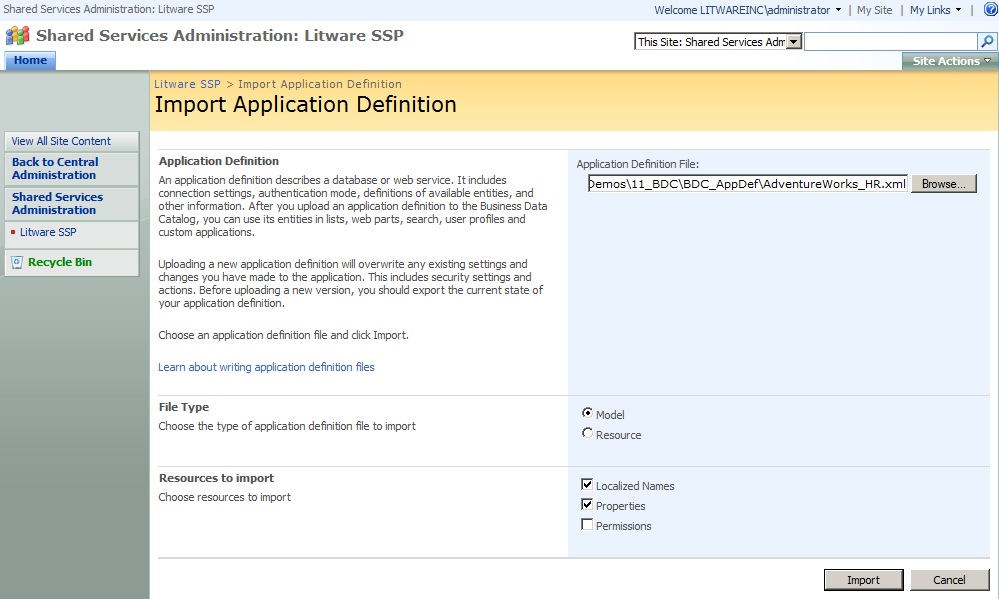 Shared Services Administration: Litware SSP
Welcome LITWAREINC\administrator | My Site | My Links |
Shared Services Administration: Litware SSP
This Site: Shared Services Adm
Home
Site Actions
Litware SSP > Import Application Definition
Import Application Definition
View All Site Content
Back to Central
Administration
Shared Services
Administration
Litware SSP
Recycle Bin
Application Definition
An application definition describes a database or web service. It includes
connection settings, authentication mode, definitions of available entities, and
other information. After you upload an application definition to the Business Data
Catalog, you can use its entities in lists, web parts, search, user profiles and
custom applications.
Uploading a new application definition will overwrite any existing settings and
changes you have made to the application. This includes security settings and
actions. Before uploading a new version, you should export the current state of
your application definition.
Choose an application definition file and click Import.
Learn about writing application definition files
Application Definition File:
Demos\11_BDC\BDC_AppDef\AdventureWorks_HR.xml
Browse...
File Type
Choose the type of application definition file to import
Model
Resource
Resources to import
Choose resources to import
Localized Names
Properties
Permissions
Import
Cancel